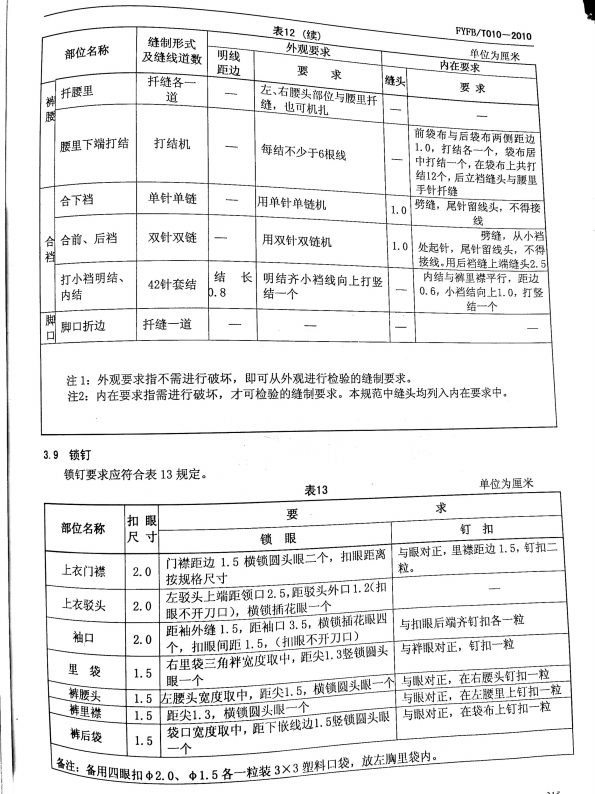 FYFB/T010—2010
表12 (续)
单位为厘米
部位名称 缝制形式及缝线道数 外观要求 内在要求
明线距边 要 求 缝头 要 求
裤腰 扦腰里 扦缝各一道 — 左、右腰头部位与腰里扦缝，也可机扎 — —
腰里下端打结 打结机 — 每结不少于6根线 — 前袋布与后袋布两侧距边1.0，打结各一个，袋布居中打结一个，在袋布上共打结12个，后立裆缝头与腰里手针扦缝
合裆 合下裆 单针单链 — 用单针单链机 1.0 劈缝，尾针留线头，不得接线
合前、后裆 双针双链 — 用双针双链机 1.0 劈缝，从小裆处起针，尾针留线头，不得接线。用后裆缝上端缝头2.5
打小裆明结、内结 42针套结 结 长0.8 明结齐小裆线向上打竖结一个 — 内结与裤里襟平行，距边0.6，小裆结向上1.0，打竖结一个
脚口 脚口折边 扦缝一道 — — — —
注 1：外观要求指不需进行破坏，即可从外观进行检验的缝制要求。
注2：内在要求指需进行破坏，才可检验的缝制要求。本规范中缝头均列入内在要求中。
3.9 锁钉
锁钉要求应符合表 13 规定。
表13
单位为厘米
部位名称 扣 眼尺 寸 要 求
锁 眼 钉 扣
上衣门襟 2.0 门襟距边 1.5 横锁圆头眼二个，扣眼距离按规格尺寸 与眼对正，里襟距边 1.5，钉扣二粒。
上衣驳头 2.0 左驳头上端距领口 2.5，距驳头外口 1.2(扣眼不开刀口)，横锁插花眼一个 —
袖口 2.0 距袖外缝 1.5，距袖口 3.5，横锁插花眼四个，扣眼间距 1.5，（扣眼不开刀口） 与扣眼后端齐钉扣各一粒
里 袋 1.5 右里袋三角袢宽度取中，距尖1.3竖锁圆头眼一个 与袢眼对正，钉扣一粒
裤腰头 1.5 左腰头宽度取中，距尖1.5，横锁圆头眼一个 与眼对正，在右腰头钉扣一粒
裤里襟 1.5 距尖1.3，横锁圆头眼一个 与眼对正，在左腰里上钉扣一粒
裤后袋 1.5 袋口宽度取中，距下嵌线边1.5竖锁圆头眼一个 与眼对正，在袋布上钉扣一粒
备注：备用四眼扣 φ2.0、φ1.5 各一粒装 3×3 塑料口袋，放左胸里袋内。